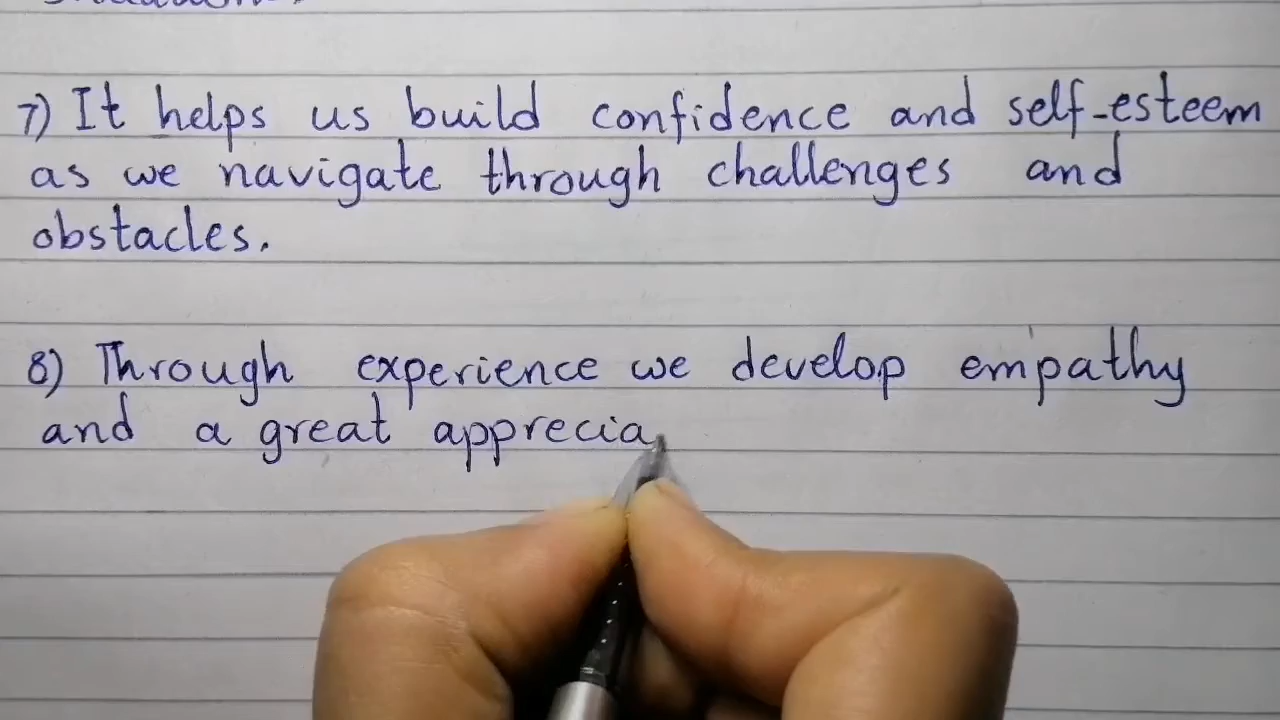 7) It helps us build confidence and self-esteem
as we navigate through challenges and
obstacles.
8) Through experience we develop empathy
and a great apprecia